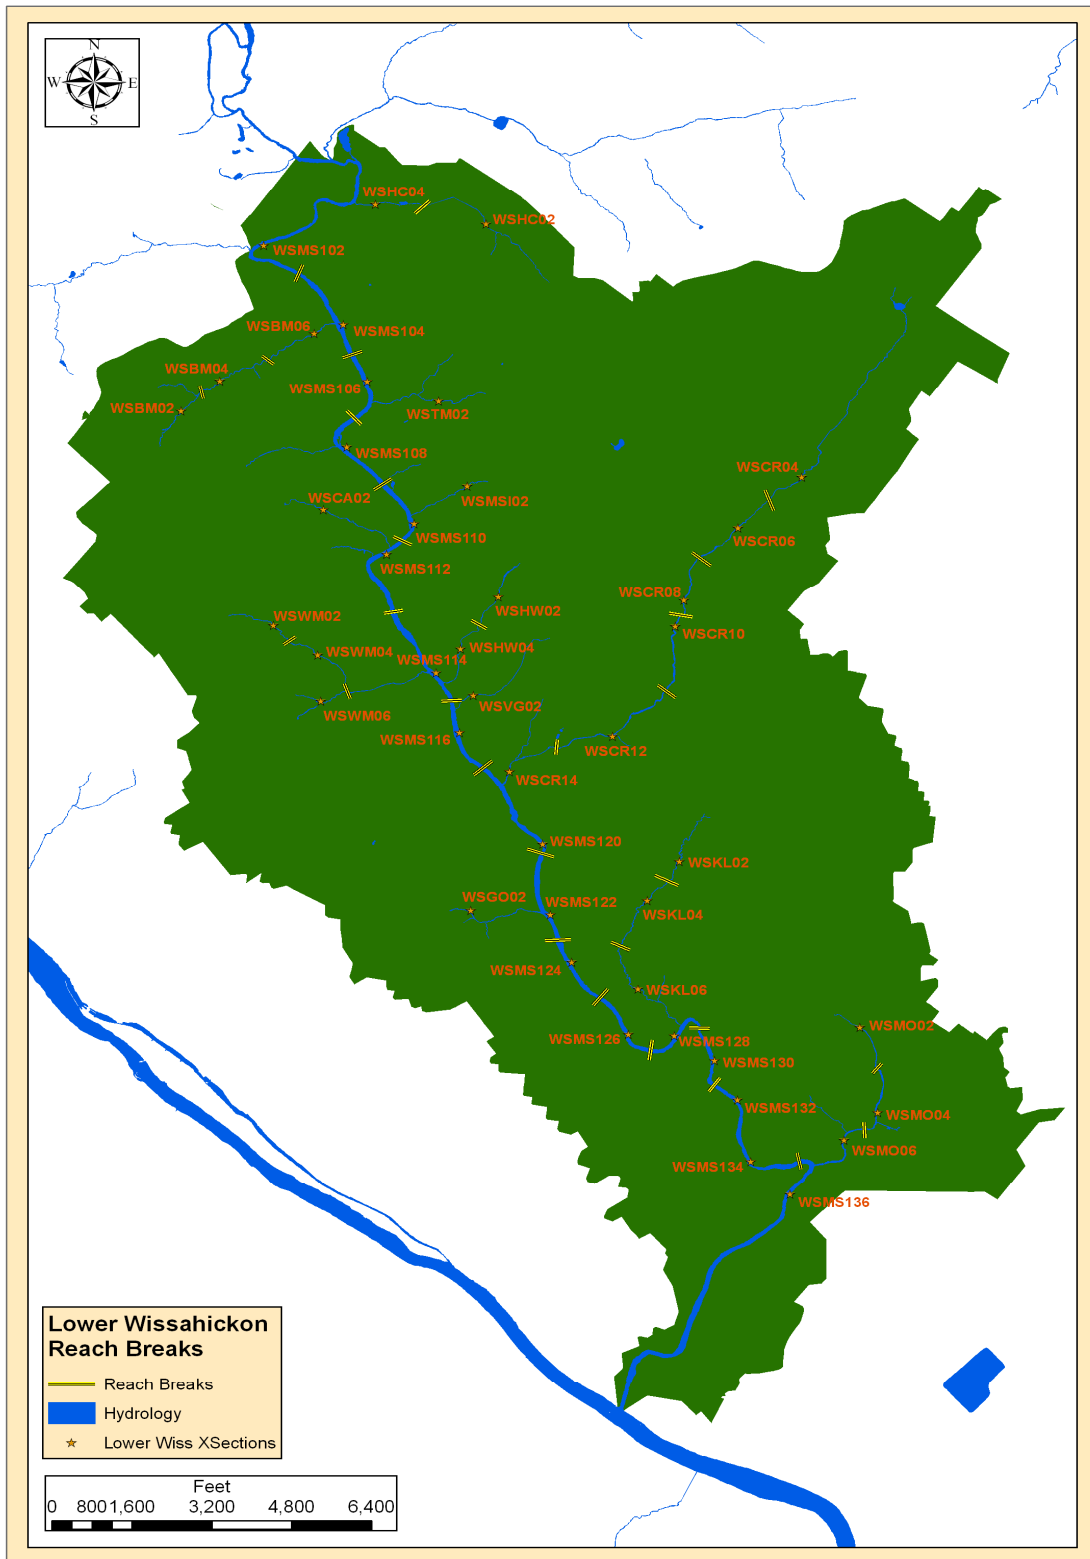 N
W E
S
WSHC04
WSHC02
WSMS102
WSBM06
WSMS104
WSBM04
WSMS106
WSBM02
WSTM02
WSMS108
WSCR04
WSMSI02
WSCA02
WSMS110
WSCR06
WSMS112
WSCR08
WSHW02
WSWM02
WSCR10
WSHW04
WSWM04
WSMS114
WSVG02
WSWM06
WSMS116
WSCR12
WSCR14
WSMS120
WSKL02
WSGO02
WSMS122
WSKL04
WSMS124
WSKL06
WSMO02
WSMS126
WSMS128
WSMS130
WSMS132
WSMO04
WSMO06
WSMS134
WSMS136
Lower Wissahickon
Reach Breaks
Reach Breaks
Hydrology
Lower Wiss XSections
Feet
0 800 1,600 3,200 4,800 6,400